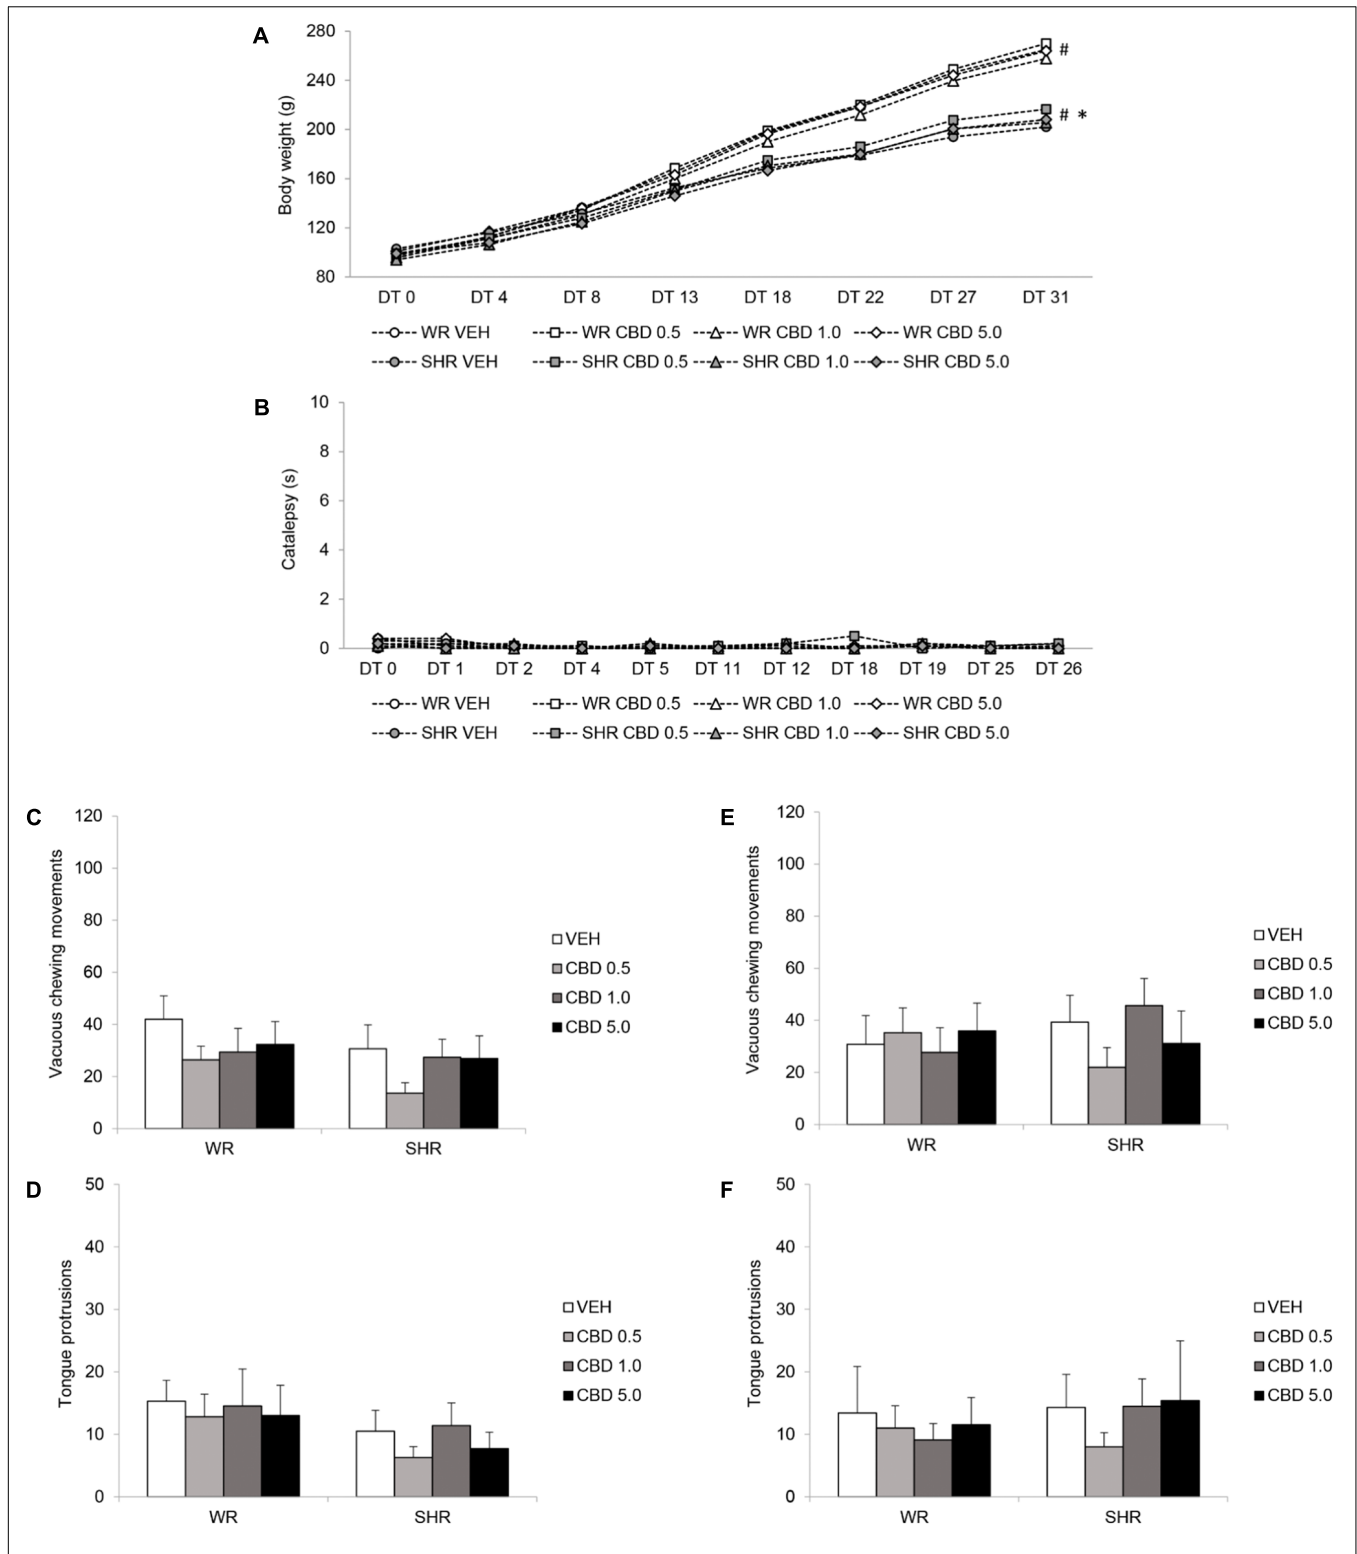 A
Body weight (g)
280
240
200
160
120
80
#
# *
DT 0 DT 4 DT 8 DT 13 DT 18 DT 22 DT 27 DT 31
WR VEH WR CBD 0.5 WR CBD 1.0 WR CBD 5.0
SHR VEH SHR CBD 0.5 SHR CBD 1.0 SHR CBD 5.0
B
Catalepsy (s)
10
8
6
4
2
0
DT 0 DT 1 DT 2 DT 4 DT 5 DT 11 DT 12 DT 18 DT 19 DT 25 DT 26
WR VEH WR CBD 0.5 WR CBD 1.0 WR CBD 5.0
SHR VEH SHR CBD 0.5 SHR CBD 1.0 SHR CBD 5.0
C
Vacuous chewing movements
120
100
80
60
40
20
0
WR SHR
VEH
CBD 0.5
CBD 1.0
CBD 5.0
E
Vacuous chewing movements
120
100
80
60
40
20
0
WR SHR
VEH
CBD 0.5
CBD 1.0
CBD 5.0
D
Tongue protrusions
50
40
30
20
10
0
WR SHR
VEH
CBD 0.5
CBD 1.0
CBD 5.0
F
Tongue protrusions
50
40
30
20
10
0
WR SHR
VEH
CBD 0.5
CBD 1.0
CBD 5.0